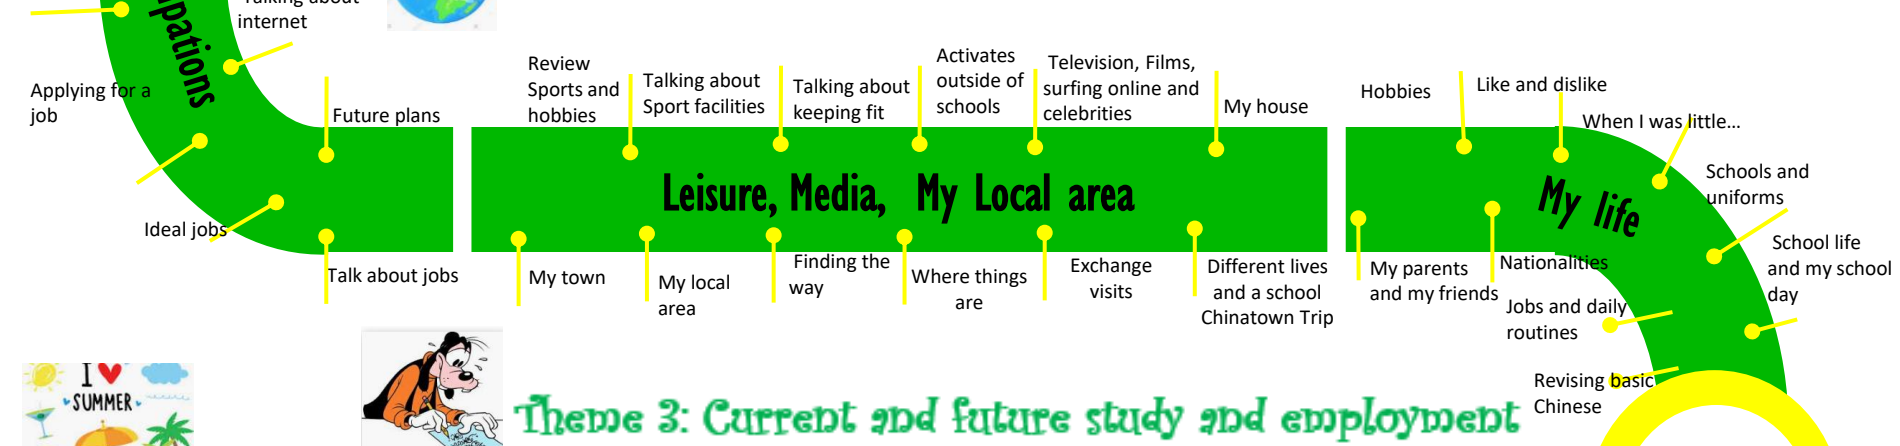 internet
pations
Applying for a
job
Future plans
Ideal jobs
Talk about jobs
Review
Sports and
hobbies
Talking about
Sport facilities
Talking about
keeping fit
Activates
outside of
schools
Television, Films,
surfing online and
celebrities
My house
Leisure, Media, My Local area
My town
My local
area
Finding the
way
Where things
are
Exchange
visits
Different lives
and a school
Chinatown Trip
Hobbies
Like and dislike
When I was little...
Schools and
uniforms
My life
School life
and my school
day
My parents
and my friends
Nationalities
Jobs and daily
routines
Revising basic
Chinese
I
SUMMER
Theme 3: Current and future study and employment